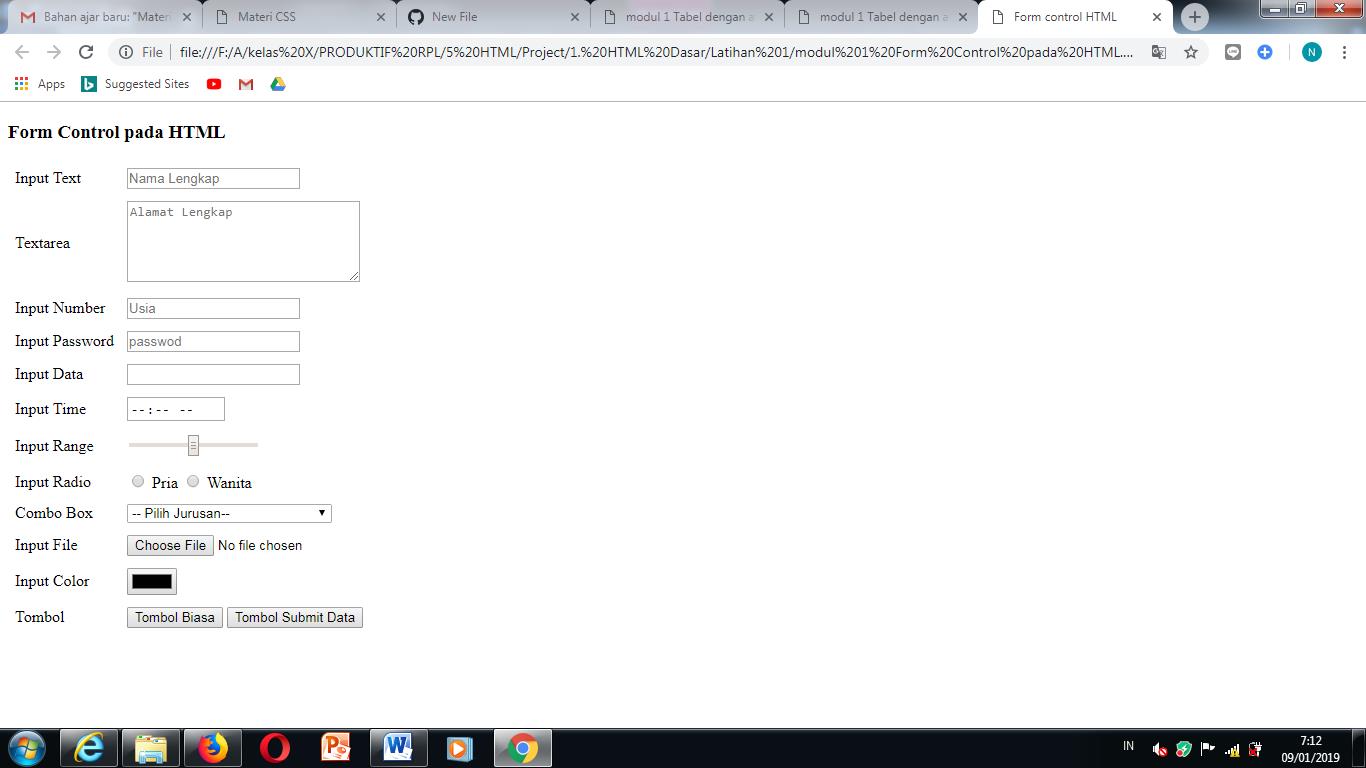 Bahan ajar baru: "Materi
Materi CSS
New File
modul 1 Tabel dengan a
modul 1 Tabel dengan a
Form control HTML
File
file:///F:/A/kelas%20X/PRODUKTIF%20RPL/5%20HTML/Project/1.%20HTML%20Dasar/Latihan%201/modul%201%20Form%20Control%20pada%20HTML....
N
Apps
Suggested Sites
Form Control pada HTML
Input Text Nama Lengkap
Textarea Alamat Lengkap
Input Number Usia
Input Password passwod
Input Data
Input Time --:-- --
Input Range
Input Radio Pria Wanita
Combo Box -- Pilih Jurusan--
Input File Choose File No file chosen
Input Color
Tombol Tombol Biasa Tombol Submit Data
IN
7:12
09/01/2019